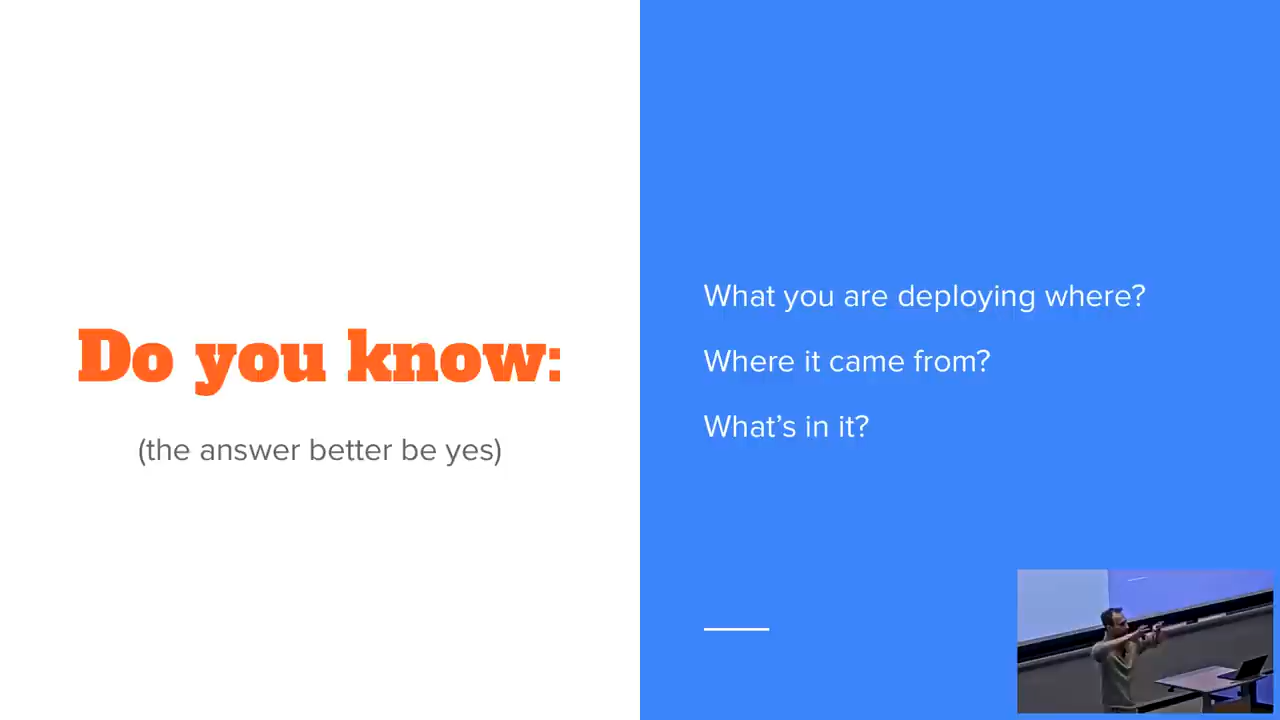 Do you know:
(the answer better be yes)
What you are deploying where?
Where it came from?
What’s in it?